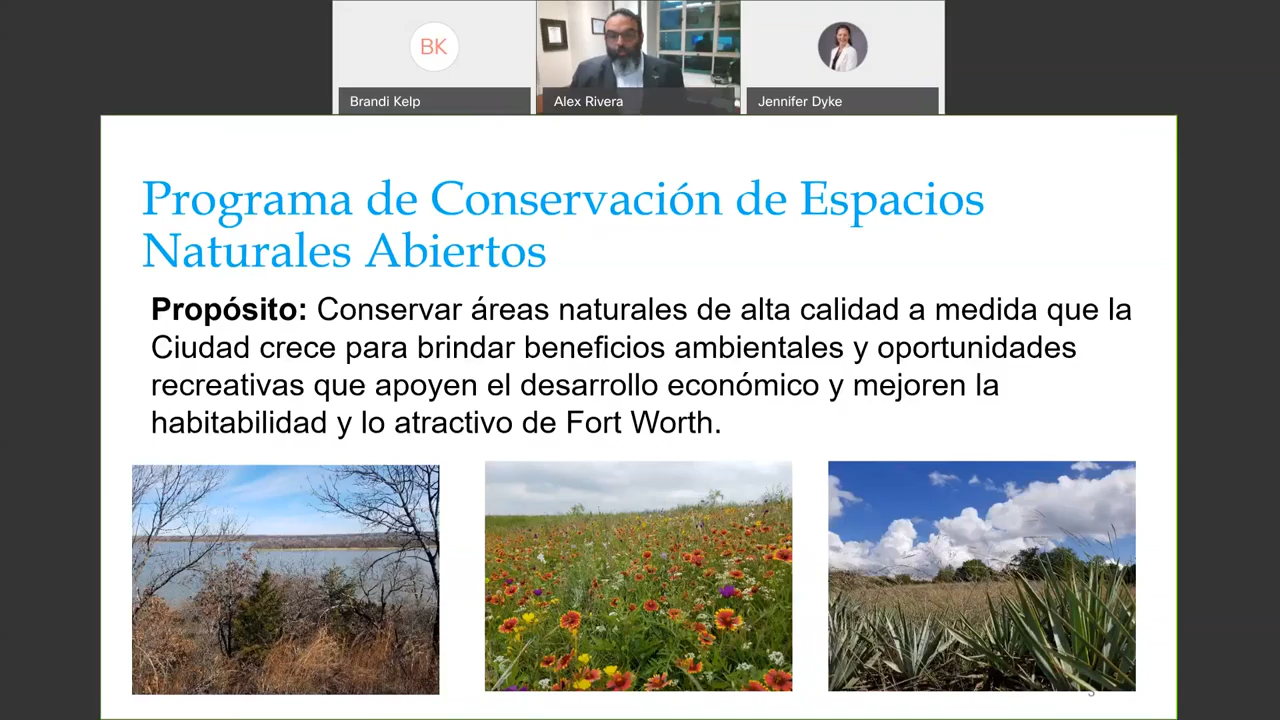 BK
Brandi Kelp
Alex Rivera
Jennifer Dyke
Programa de Conservación de Espacios
Naturales Abiertos
Propósito: Conservar áreas naturales de alta calidad a medida que la
Ciudad crece para brindar beneficios ambientales y oportunidades
recreativas que apoyen el desarrollo económico y mejoren la
habitabilidad y lo atractivo de Fort Worth.